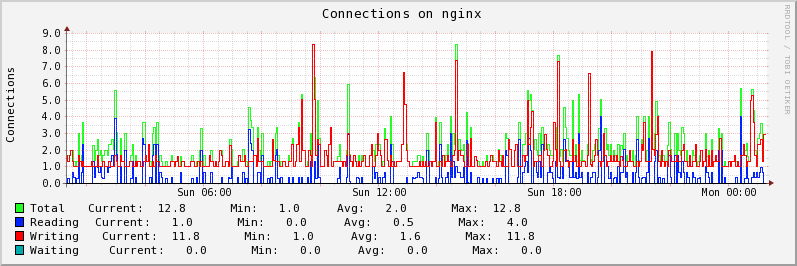 Connections on nginx
RRDTOOL / TOBI OETIKER
Connections
9.0
8.0
7.0
6.0
5.0
4.0
3.0
2.0
1.0
0.0
Sun 06:00 Sun 12:00 Sun 18:00 Mon 00:00
Total Current: 12.8 Min: 1.0 Avg: 2.0 Max: 12.8
Reading Current: 1.0 Min: 0.0 Avg: 0.5 Max: 4.0
Writing Current: 11.8 Min: 1.0 Avg: 1.6 Max: 11.8
Waiting Current: 0.0 Min: 0.0 Avg: 0.0 Max: 0.0